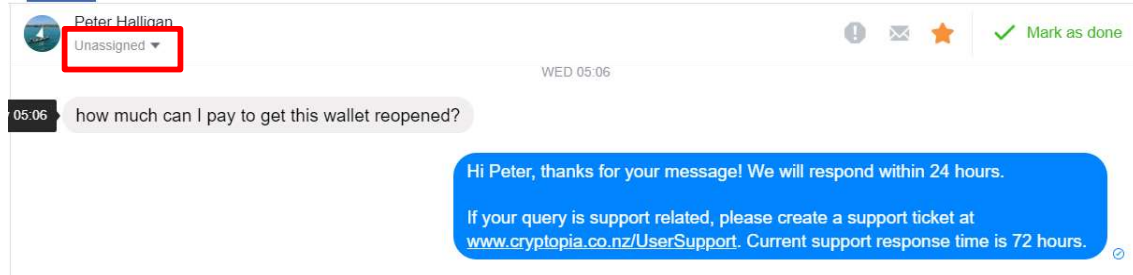 Peter Halligan
Unassigned
Mark as done
WED 05:06
05:06
how much can I pay to get this wallet reopened?
Hi Peter, thanks for your message! We will respond within 24 hours.
If your query is support related, please create a support ticket at
www.cryptopia.co.nz/UserSupport. Current support response time is 72 hours.